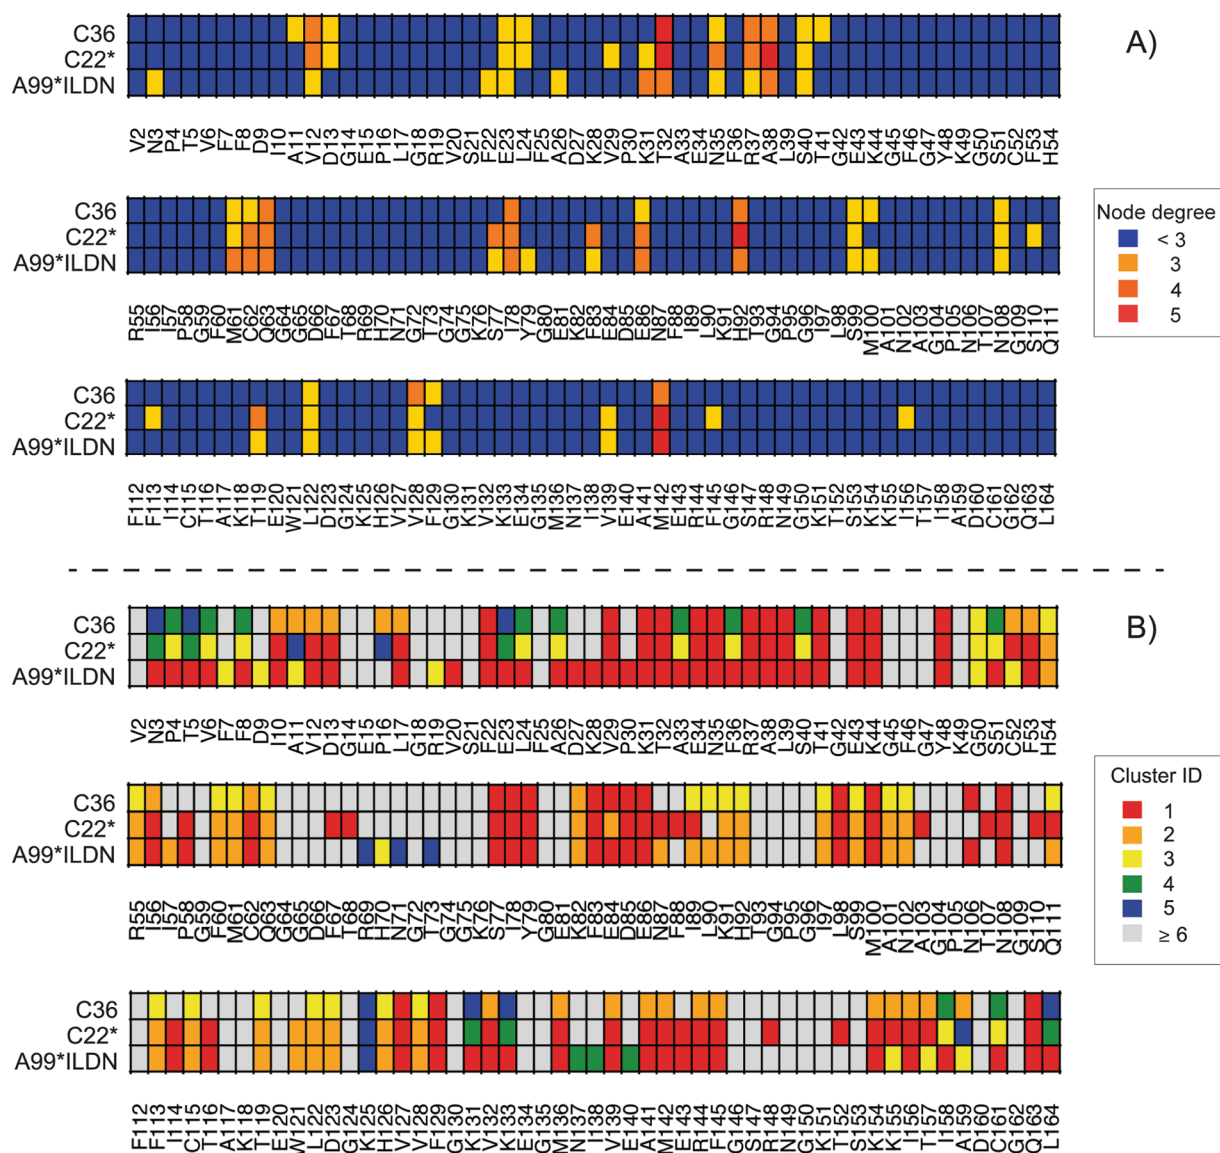 A)
C36
C22*
A99*ILDN
V2 N3 P4 T5 V6 F7 F8 D9 I10 A11 V12 D13 G14 E15 P16 L17 G18 R19 V20 S21 F22 E23 L24 F25 A26 D27 K28 V29 P30 K31 T32 A33 E34 N35 F36 R37 A38 L39 S40 T41 G42 E43 K44 G45 F46 G47 Y48 K49 G50 S51 C52 F53 H54
C36
C22*
A99*ILDN
R55 I56 I57 P58 G59 F60 M61 C62 Q63 G64 G65 D66 F67 T68 R69 H70 N71 G72 T73 G74 G75 K76 S77 I78 Y79 G80 E81 K82 F83 E84 D85 E86 N87 F88 I89 L90 K91 H92 T93 G94 P95 G96 I97 L98 S99 M100 A101 N102 A103 G104 P105 N106 T107 N108 G109 S110 Q111
Node degree
< 3
3
4
5
C36
C22*
A99*ILDN
F112 F113 I114 C115 T116 A117 K118 T119 E120 W121 L122 D123 G124 K125 H126 V127 V128 F129 G130 K131 V132 K133 E134 G135 M136 N137 I138 V139 E140 A141 M142 E143 R144 F145 G146 S147 R148 N149 G150 K151 T152 S153 K154 K155 I156 T157 I158 A159 D160 C161 G162 Q163 L164
B)
C36
C22*
A99*ILDN
V2 N3 P4 T5 V6 F7 F8 D9 I10 A11 V12 D13 G14 E15 P16 L17 G18 R19 V20 S21 F22 E23 L24 F25 A26 D27 K28 V29 P30 K31 T32 A33 E34 N35 F36 R37 A38 L39 S40 T41 G42 E43 K44 G45 F46 G47 Y48 K49 G50 S51 C52 F53 H54
C36
C22*
A99*ILDN
R55 I56 I57 P58 G59 F60 M61 C62 Q63 G64 G65 D66 F67 T68 R69 H70 N71 G72 T73 G74 G75 K76 S77 I78 Y79 G80 E81 K82 F83 E84 D85 E86 N87 F88 I89 L90 K91 H92 T93 G94 P95 G96 I97 L98 S99 M100 A101 N102 A103 G104 P105 N106 T107 N108 G109 S110 Q111
Cluster ID
1
2
3
4
5
≥ 6
C36
C22*
A99*ILDN
F112 F113 I114 C115 T116 A117 K118 T119 E120 W121 L122 D123 G124 K125 H126 V127 V128 F129 G130 K131 V132 K133 E134 G135 M136 N137 I138 V139 E140 A141 M142 E143 R144 F145 G146 S147 R148 N149 G150 K151 T152 S153 K154 K155 I156 T157 I158 A159 D160 C161 G162 Q163 L164